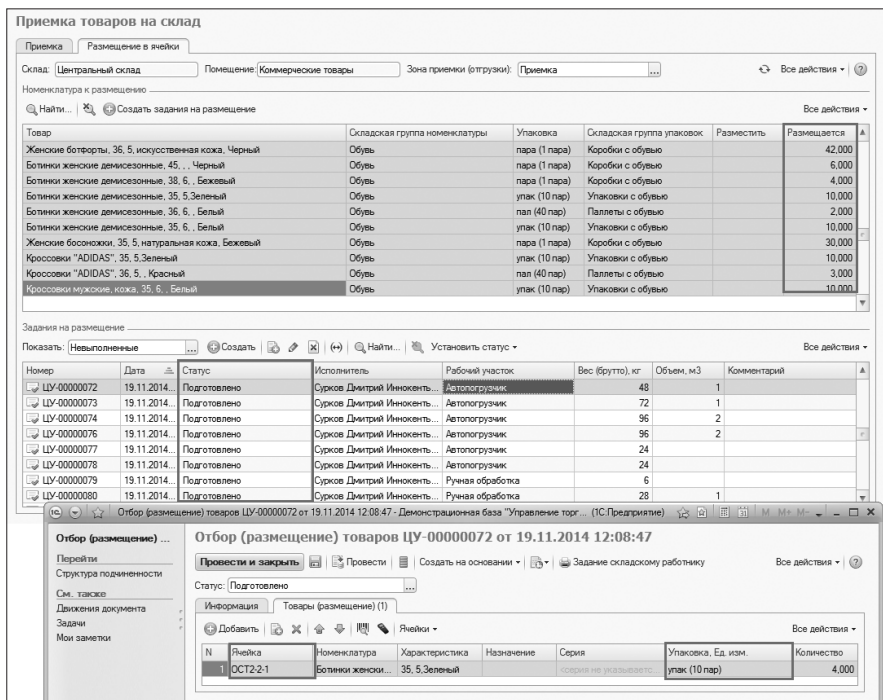 Приемка товаров на склад
Приемка Размещение в ячейки
Склад: Центральный склад Помещение: Коммерческие товары Зона приемки (отгрузки): Приемка ... Все действия
Номенклатура к размещению
Найти... Создать задания на размещение Все действия
Товар Складская группа номенклатуры Упаковка Складская группа упаковок Разместить Размещается
Женские ботфорты, 36, 5, искусственная кожа, Черный Обувь пара (1 пара) Коробки с обувью 42,000
Ботинки женские демисезонные, 45, , , Черный Обувь пара (1 пара) Коробки с обувью 6,000
Ботинки женские демисезонные, 38, 6, , Бежевый Обувь пара (1 пара) Коробки с обувью 4,000
Ботинки женские демисезонные, 35, 5,Зеленый Обувь упак (10 пар) Упаковки с обувью 10,000
Ботинки женские демисезонные, 36, 6, , Белый Обувь пал (40 пар) Паллеты с обувью 2,000
Ботинки женские демисезонные, 35, 6, , Белый Обувь упак (10 пар) Упаковки с обувью 10,000
Женские босоножки, 35, 5, натуральная кожа, Бежевый Обувь пара (1 пара) Коробки с обувью 30,000
Кроссовки "ADIDAS", 35, 5,Зеленый Обувь упак (10 пар) Упаковки с обувью 10,000
Кроссовки "ADIDAS", 36, 5, , Красный Обувь пал (40 пар) Паллеты с обувью 3,000
Кроссовки мужские, кожа, 35, 6, , Белый Обувь упак (10 пар) Упаковки с обувью 10,000
Задания на размещение
Показать: Невыполненные ... Создать Найти... Установить статус Все действия
Номер Дата Статус Исполнитель Рабочий участок Вес (брутто), кг Объем, м3 Комментарий
ЦУ-00000072 19.11.2014... Подготовлено Сурков Дмитрий Иннокенть... Автопогрузчик 48 1
ЦУ-00000073 19.11.2014... Подготовлено Сурков Дмитрий Иннокенть... Автопогрузчик 72 1
ЦУ-00000074 19.11.2014... Подготовлено Сурков Дмитрий Иннокенть... Автопогрузчик 96 2
ЦУ-00000076 19.11.2014... Подготовлено Сурков Дмитрий Иннокенть... Автопогрузчик 96 2
ЦУ-00000077 19.11.2014... Подготовлено Сурков Дмитрий Иннокенть... Автопогрузчик 24
ЦУ-00000078 19.11.2014... Подготовлено Сурков Дмитрий Иннокенть... Автопогрузчик 24
ЦУ-00000079 19.11.2014... Подготовлено Сурков Дмитрий Иннокенть... Ручная обработка 6
ЦУ-00000080 19.11.2014... Подготовлено Сурков Дмитрий Иннокенть... Ручная обработка 28 1
Отбор (размещение) товаров ЦУ-00000072 от 19.11.2014 12:08:47 - Демонстрационная база "Управление торг... (1С:Предприятие) M M+ M-
Отбор (размещение) ...
Перейти
Структура подчиненности
См. также
Движения документа
Задачи
Мои заметки
Отбор (размещение) товаров ЦУ-00000072 от 19.11.2014 12:08:47
Провести и закрыть Провести Создать на основании Задание складскому работнику Все действия
Статус: Подготовлено ...
Информация Товары (размещение) (1)
Добавить Ячейки Все действия
N Ячейка Номенклатура Характеристика Назначение Серия Упаковка, Ед. изм. Количество
1 ОСТ2-2-1 Ботинки женски... 35, 5,Зеленый <серия не указываетс... упак (10 пар) 4,000